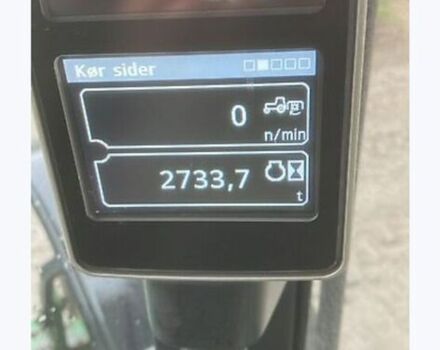 Kør sider
0
n/min
2733,7
t